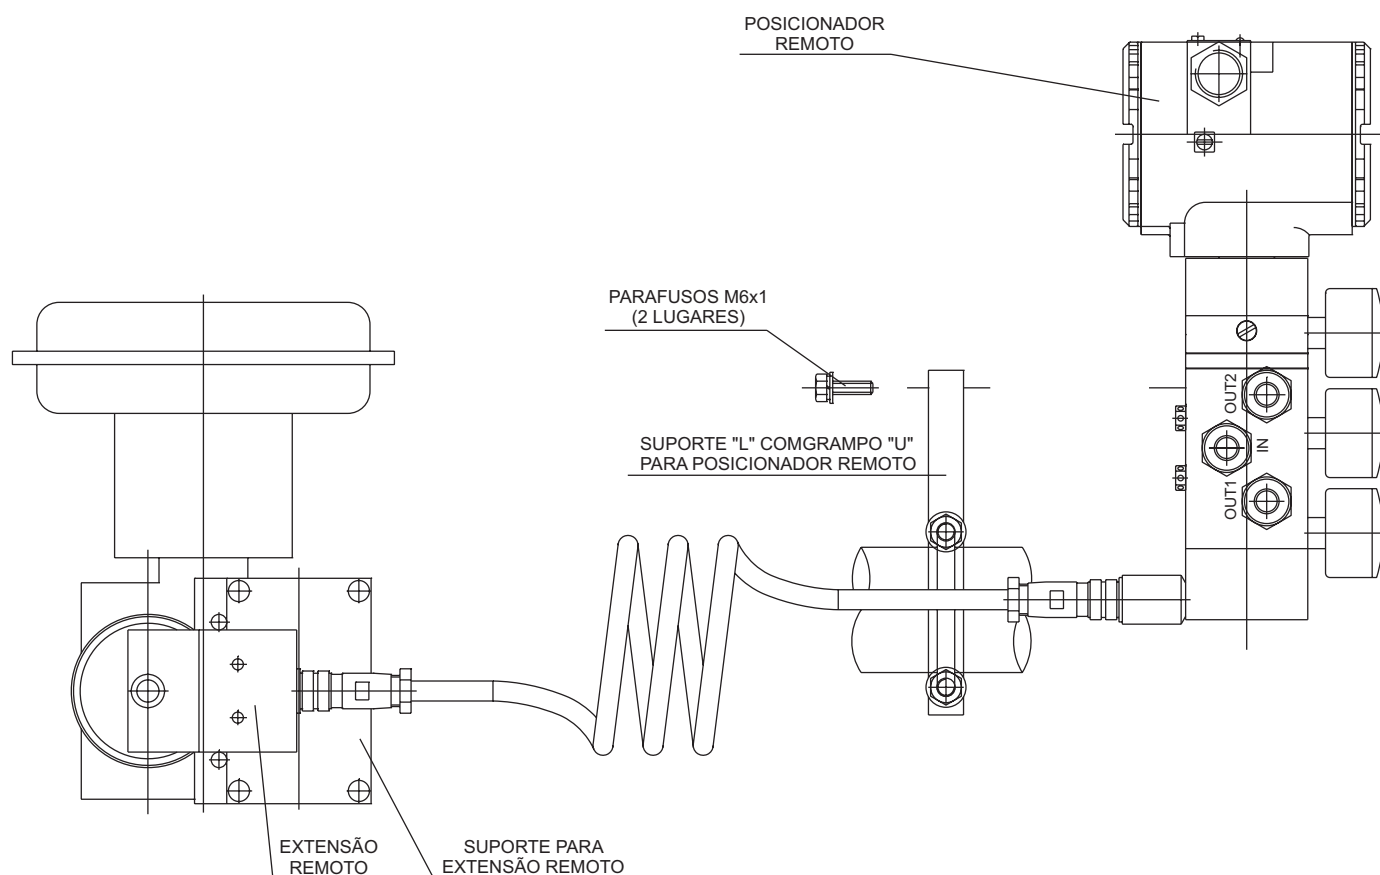 POSICIONADOR
REMOTO
PARAFUSOS M6x1
(2 LUGARES)
OUT2
SUPORTE "L" COMGRAMPO "U"
PARA POSICIONADOR REMOTO
IN
OUT1
EXTENSÃO
REMOTO
SUPORTE PARA
EXTENSÃO REMOTO